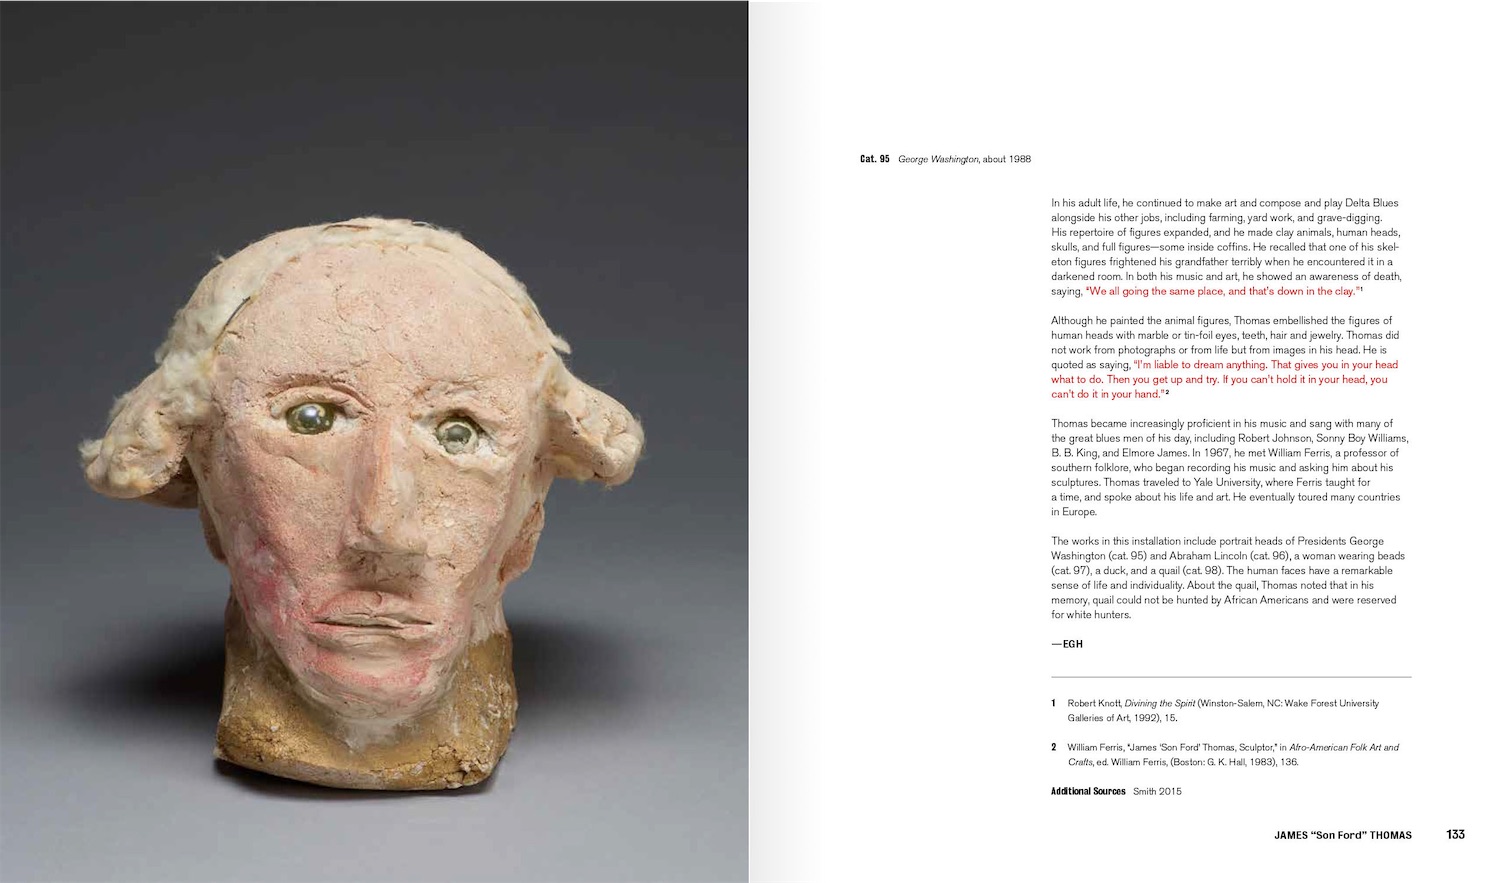 Cat. 95 George Washington, about 1988
In his adult life, he continued to make art and compose and play Delta Blues
alongside his other jobs, including farming, yard work, and grave-digging.
His repertoire of figures expanded, and he made clay animals, human heads,
skulls, and full figures—some inside coffins. He recalled that one of his skel-
eton figures frightened his grandfather terribly when he encountered it in a
darkened room. In both his music and art, he showed an awareness of death,
saying, “We all going the same place, and that’s down in the clay.”1
Although he painted the animal figures, Thomas embellished the figures of
human heads with marble or tin-foil eyes, teeth, hair and jewelry. Thomas did
not work from photographs or from life but from images in his head. He is
quoted as saying, “I’m liable to dream anything. That gives you in your head
what to do. Then you get up and try. If you can’t hold it in your head, you
can’t do it in your hand.”2
Thomas became increasingly proficient in his music and sang with many of
the great blues men of his day, including Robert Johnson, Sonny Boy Williams,
B. B. King, and Elmore James. In 1967, he met William Ferris, a professor of
southern folklore, who began recording his music and asking him about his
sculptures. Thomas traveled to Yale University, where Ferris taught for
a time, and spoke about his life and art. He eventually toured many countries
in Europe.
The works in this installation include portrait heads of Presidents George
Washington (cat. 95) and Abraham Lincoln (cat. 96), a woman wearing beads
(cat. 97), a duck, and a quail (cat. 98). The human faces have a remarkable
sense of life and individuality. About the quail, Thomas noted that in his
memory, quail could not be hunted by African Americans and were reserved
for white hunters.
—EGH
1 Robert Knott, Divining the Spirit (Winston-Salem, NC: Wake Forest University
Galleries of Art, 1992), 15.
2 William Ferris, “James ‘Son Ford’ Thomas, Sculptor,” in Afro-American Folk Art and
Crafts, ed. William Ferris, (Boston: G. K. Hall, 1983), 136.
Additional Sources Smith 2015
JAMES “Son Ford” THOMAS 133